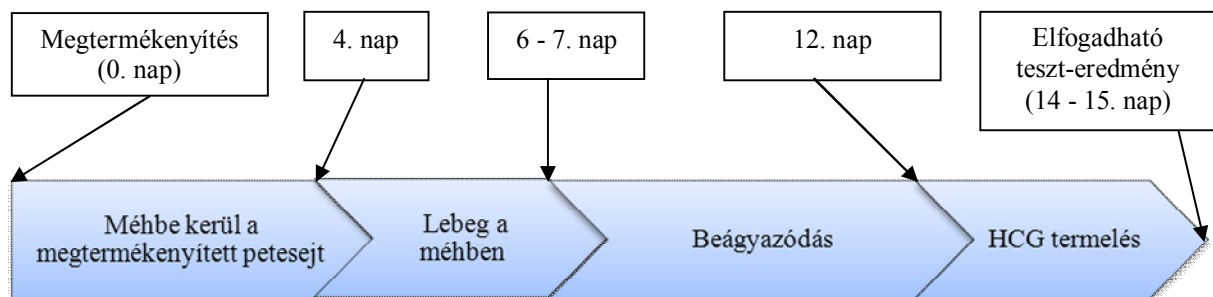 Megtermékenyítés
(0. nap)
4. nap
6 - 7. nap
12. nap
Elfogadható
teszt-eredmény
(14 - 15. nap)
Méhbe kerül a
megtermékenyített petesejt
Lebeg a
méhben
Beágyazódás
HCG termelés